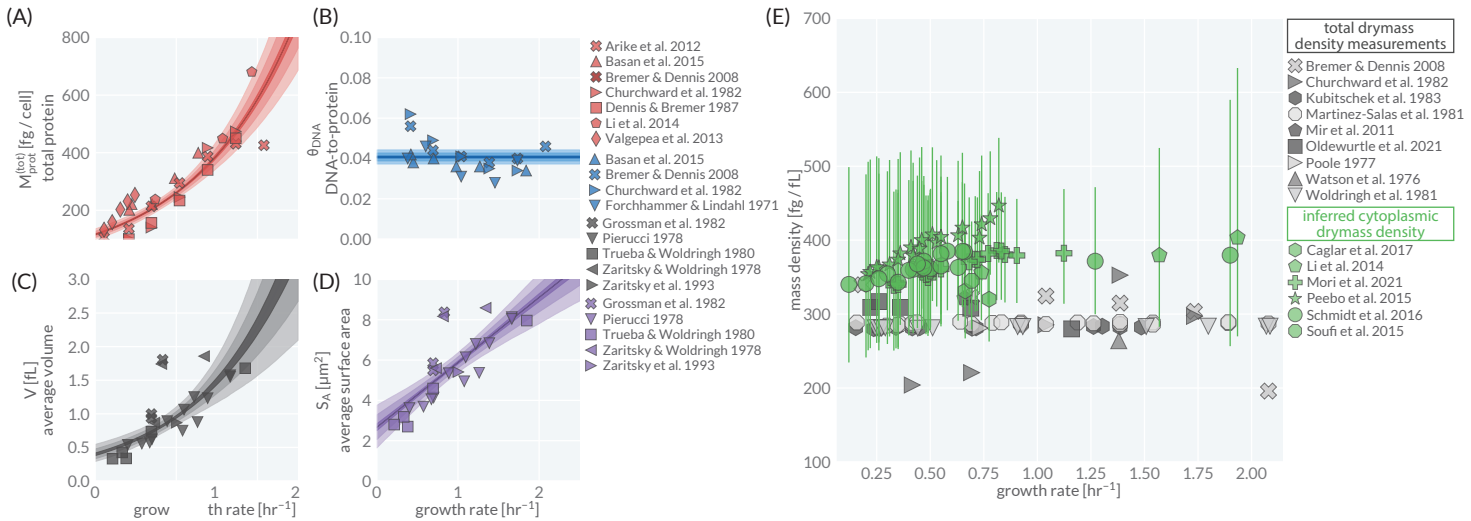 (A)
M_prot^(tot) [fg / cell]
total protein
800
600
400
200
(B)
θ_DNA
DNA-to-protein
0.10
0.08
0.06
0.04
0.02
0.00
Arike et al. 2012
Basan et al. 2015
Bremer & Dennis 2008
Churchward et al. 1982
Dennis & Bremer 1987
Li et al. 2014
Valgepea et al. 2013
Basan et al. 2015
Bremer & Dennis 2008
Churchward et al. 1982
Forchhammer & Lindahl 1971
Grossman et al. 1982
Pierucci 1978
Trueba & Woldringh 1980
Zaritsky & Woldringh 1978
Zaritsky et al. 1993
Grossman et al. 1982
Pierucci 1978
Trueba & Woldringh 1980
Zaritsky & Woldringh 1978
Zaritsky et al. 1993
(C)
V [fL]
average volume
3.0
2.5
2.0
1.5
1.0
0.5
0.0
0
1
2
grow
th rate [hr⁻¹]
(D)
S_A [µm²]
average surface area
10
8
6
4
2
0
0
1
2
growth rate [hr⁻¹]
(E)
mass density [fg / fL]
700
600
500
400
300
200
100
0.25
0.50
0.75
1.00
1.25
1.50
1.75
2.00
growth rate [hr⁻¹]
total drymass
density measurements
Bremer & Dennis 2008
Churchward et al. 1982
Kubitschek et al. 1983
Martinez-Salas et al. 1981
Mir et al. 2011
Oldewurtle et al. 2021
Poole 1977
Watson et al. 1976
Woldringh et al. 1981
inferred cytoplasmic
drymass density
Caglar et al. 2017
Li et al. 2014
Mori et al. 2021
Peebo et al. 2015
Schmidt et al. 2016
Soufi et al. 2015